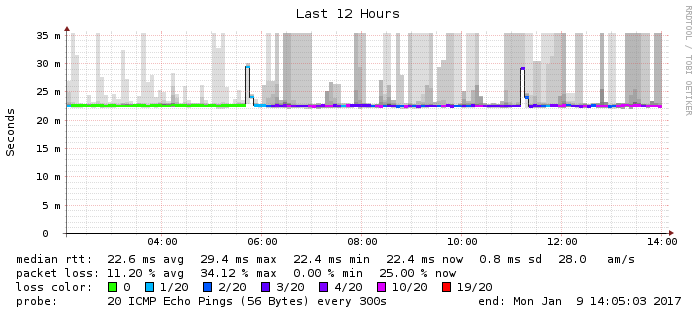 Last 12 Hours
RRDTOOL / TOBI OETIKER
Seconds
35 m
30 m
25 m
20 m
15 m
10 m
5 m
0
04:00 06:00 08:00 10:00 12:00 14:00
median rtt: 22.6 ms avg 29.4 ms max 22.4 ms min 22.4 ms now 0.8 ms sd 28.0 am/s
packet loss: 11.20 % avg 34.12 % max 0.00 % min 25.00 % now
loss color: 0 1/20 2/20 3/20 4/20 10/20 19/20
probe: 20 ICMP Echo Pings (56 Bytes) every 300s end: Mon Jan 9 14:05:03 2017